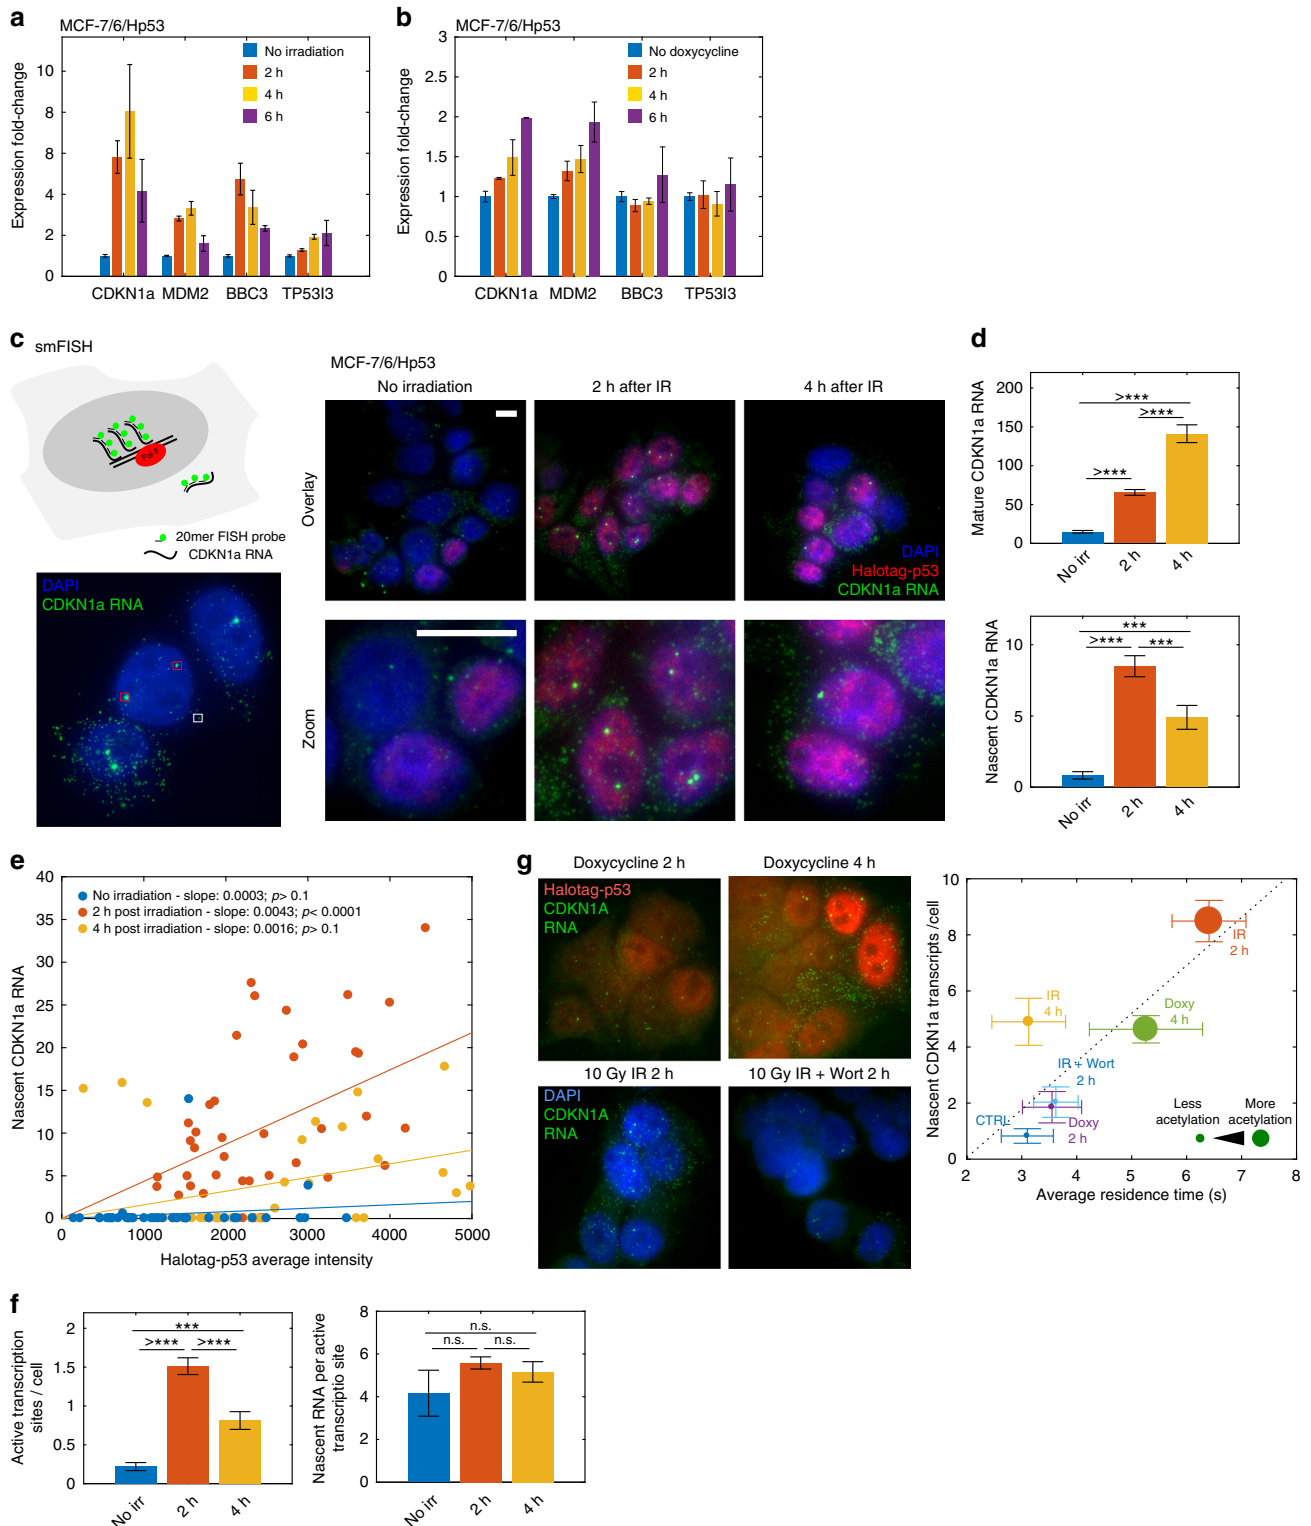 a
MCF-7/6/Hp53
Expression fold-change
10
8
6
4
2
0
No irradiation
2 h
4 h
6 h
CDKN1a MDM2 BBC3 TP53I3
b
MCF-7/6/Hp53
Expression fold-change
3
2.5
2
1.5
1
0.5
0
No doxycycline
2 h
4 h
6 h
CDKN1a MDM2 BBC3 TP53I3
c
smFISH
Pol II
20mer FISH probe
CDKN1a RNA
DAPI
CDKN1a RNA
MCF-7/6/Hp53
No irradiation
2 h after IR
4 h after IR
Overlay
DAPI
Halotag-p53
CDKN1a RNA
Zoom
d
Mature CDKN1a RNA
200
150
100
50
0
>***
>***
>***
No irr
2 h
4 h
Nascent CDKN1a RNA
10
5
0
***
>***
***
No irr
2 h
4 h
e
Nascent CDKN1a RNA
40
35
30
25
20
15
10
5
0
No irradiation - slope: 0.0003; p> 0.1
2 h post irradiation - slope: 0.0043; p< 0.0001
4 h post irradiation - slope: 0.0016; p> 0.1
0 1000 2000 3000 4000 5000
Halotag-p53 average intensity
f
Active transcription
sites / cell
2
1.5
1
0.5
0
***
>***
>***
No irr
2 h
4 h
Nascent RNA per active
transcriptio site
8
6
4
2
0
n.s.
n.s.
n.s.
No irr
2 h
4 h
g
Doxycycline 2 h
Doxycycline 4 h
Halotag-p53
CDKN1A
RNA
10 Gy IR 2 h
10 Gy IR + Wort 2 h
DAPI
CDKN1A
RNA
Nascent CDKN1a transcripts /cell
10
8
6
4
2
0
IR
2 h
IR
4 h
Doxy
4 h
IR + Wort
2 h
CTRL
Doxy
2 h
Less
acetylation
More
acetylation
2 3 4 5 6 7 8
Average residence time (s)